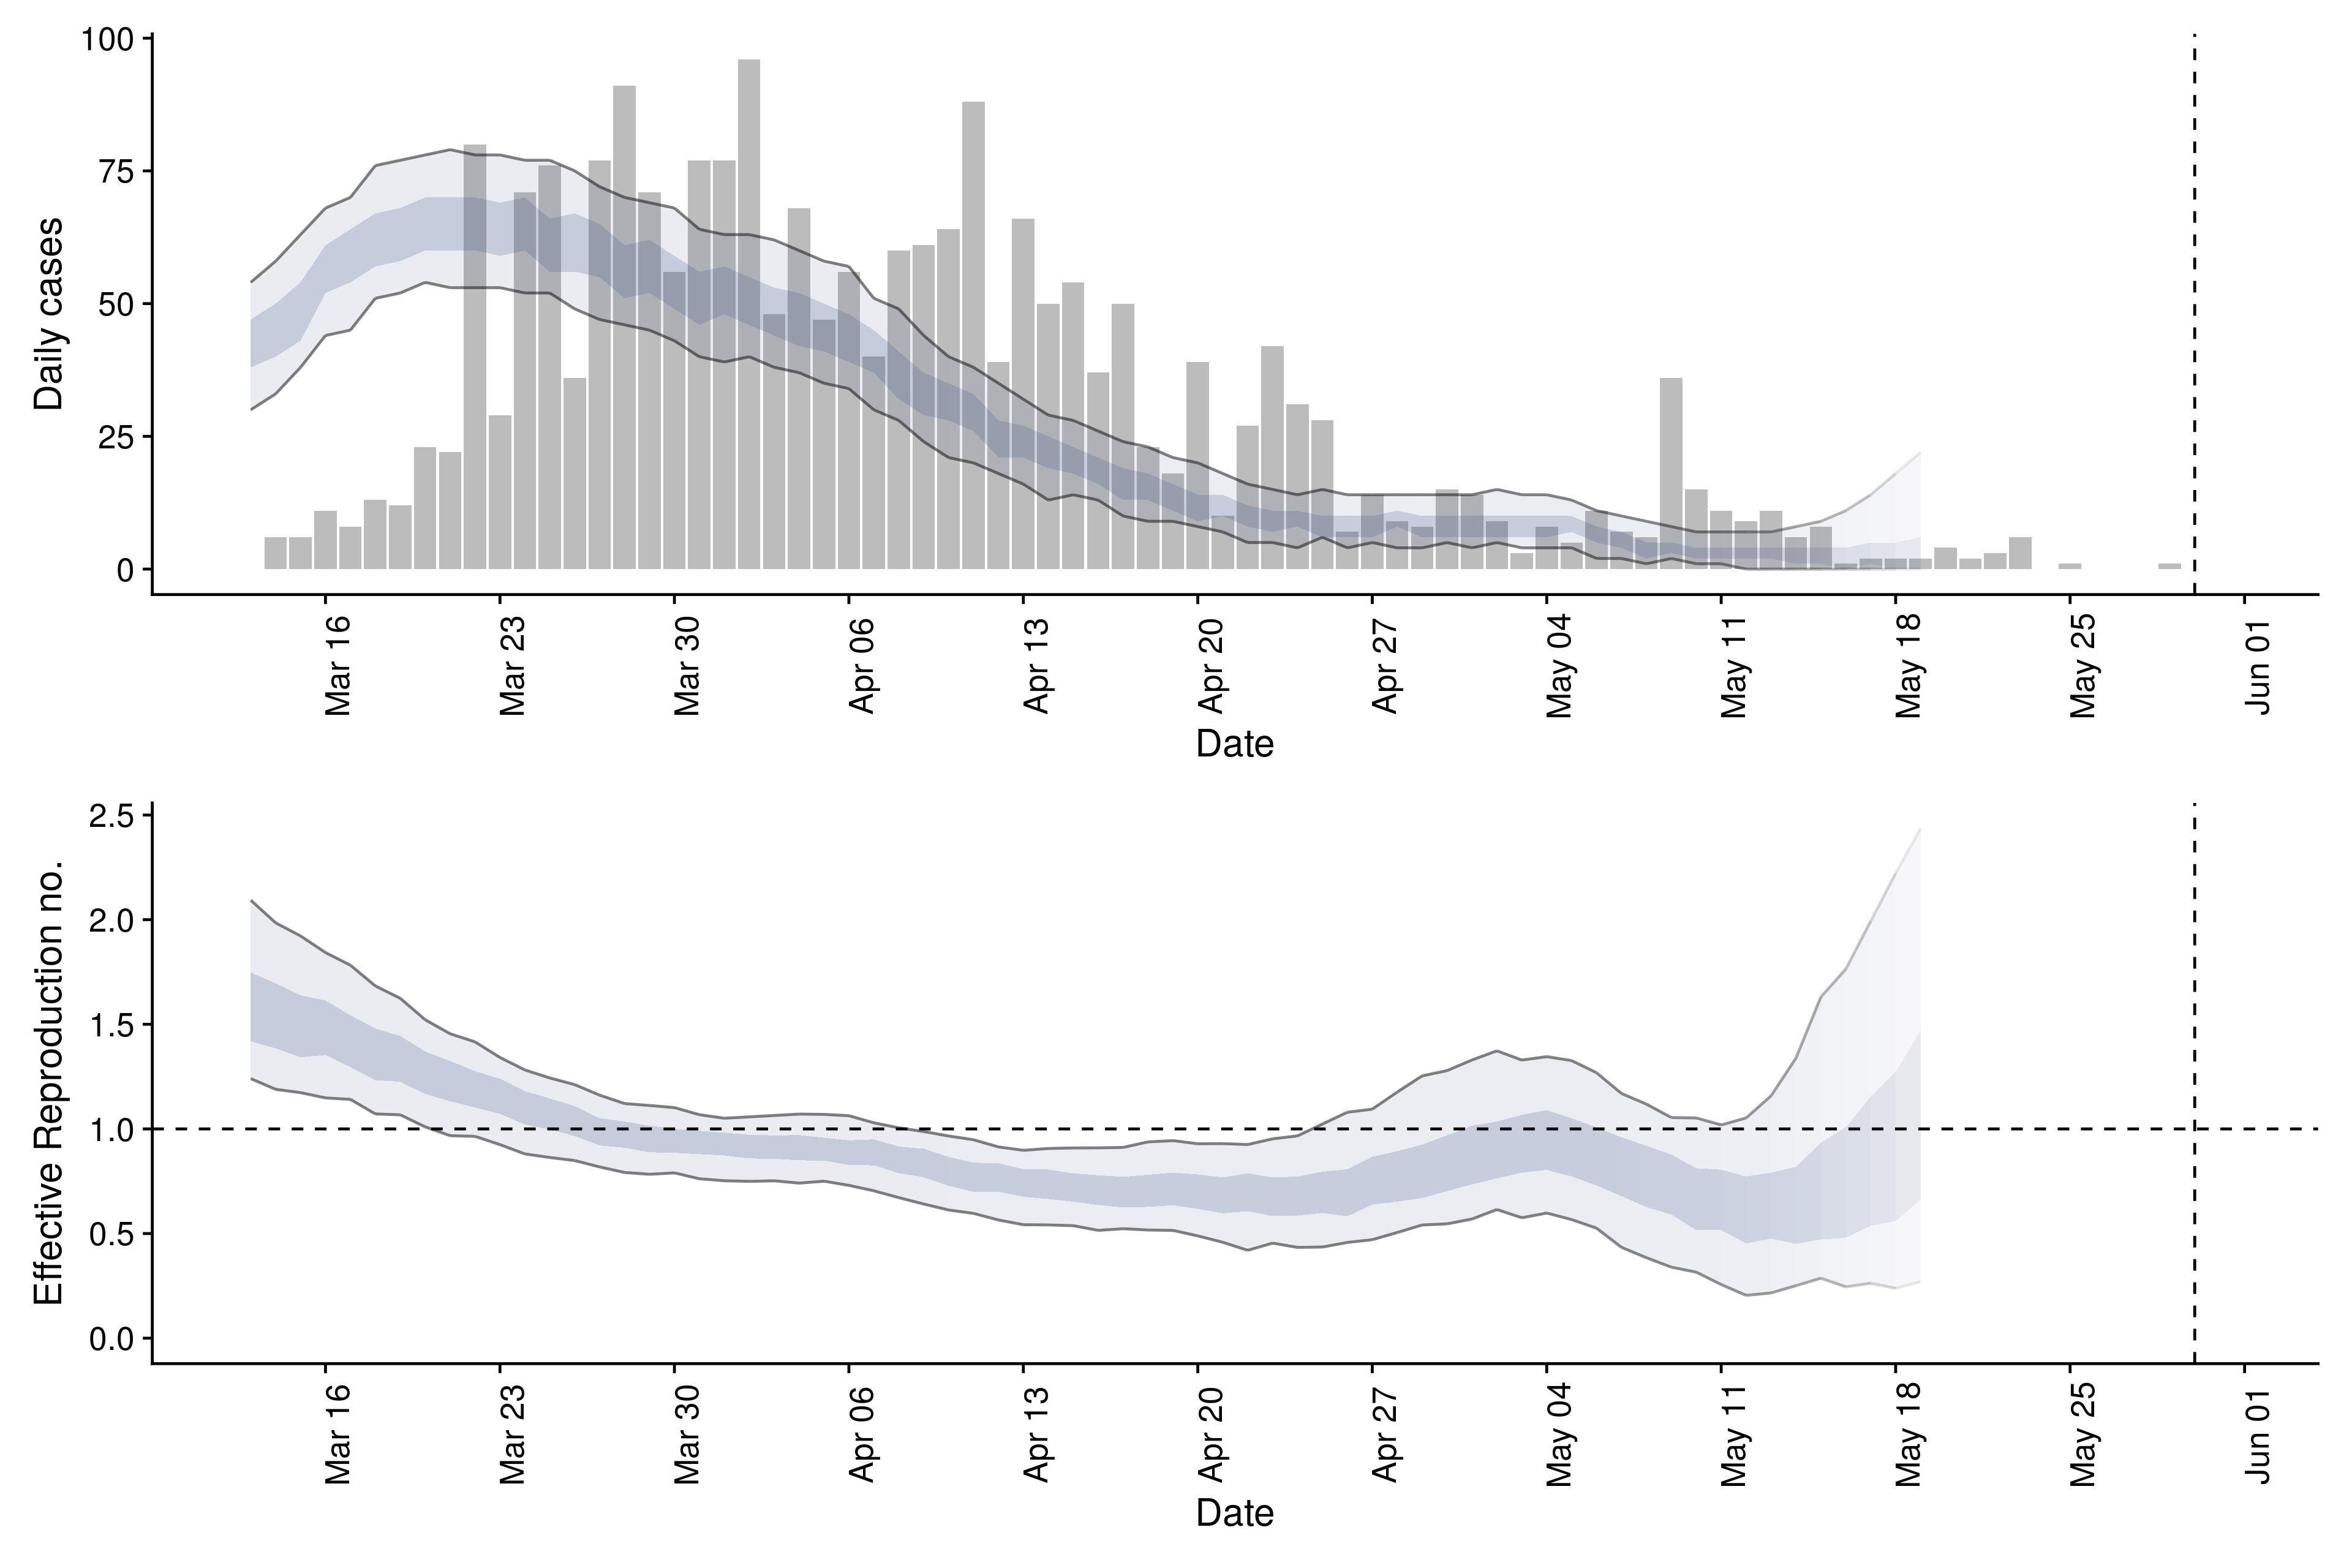 100
75
50
25
0
Daily cases
Mar 16
Mar 23
Mar 30
Apr 06
Apr 13
Apr 20
Apr 27
May 04
May 11
May 18
May 25
Jun 01
Date
2.5
2.0
1.5
1.0
0.5
0.0
Effective Reproduction no.
Mar 16
Mar 23
Mar 30
Apr 06
Apr 13
Apr 20
Apr 27
May 04
May 11
May 18
May 25
Jun 01
Date